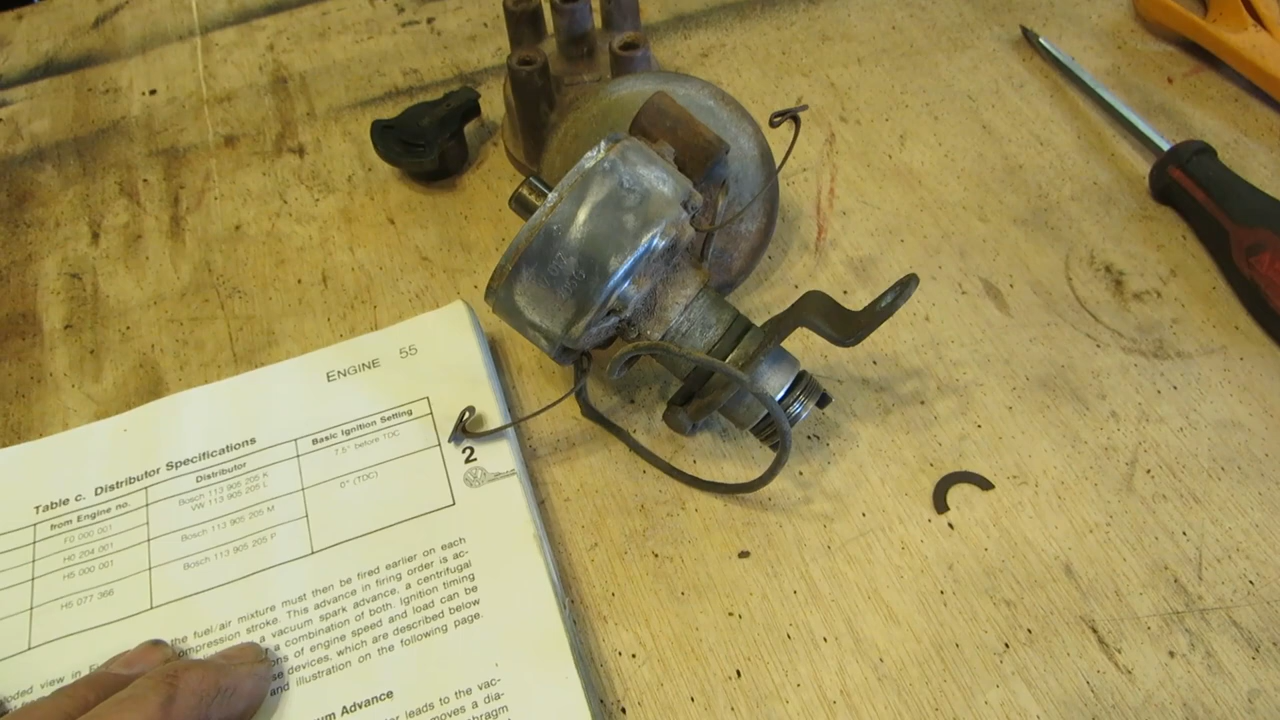 ENGINE 55
Table c. Distributor Specifications
from Engine no.
Distributor
Basic Ignition Setting
F0 000 001
Bosch 113 905 205 K
VW 113 905 205 L
7.5° before TDC
H0 204 001
Bosch 113 905 205 M
0° (TDC)
H5 000 001
H5 077 366
Bosch 113 905 205 P
2
the fuel/air mixture must then be fired earlier on each
compression stroke. This advance in firing order is ac-
a vacuum spark advance, a centrifugal
a combination of both. Ignition timing
of engine speed and load can be
devices, which are described below
and illustration on the following page.
view in
Advance
leads to the vac-
moves a dia-